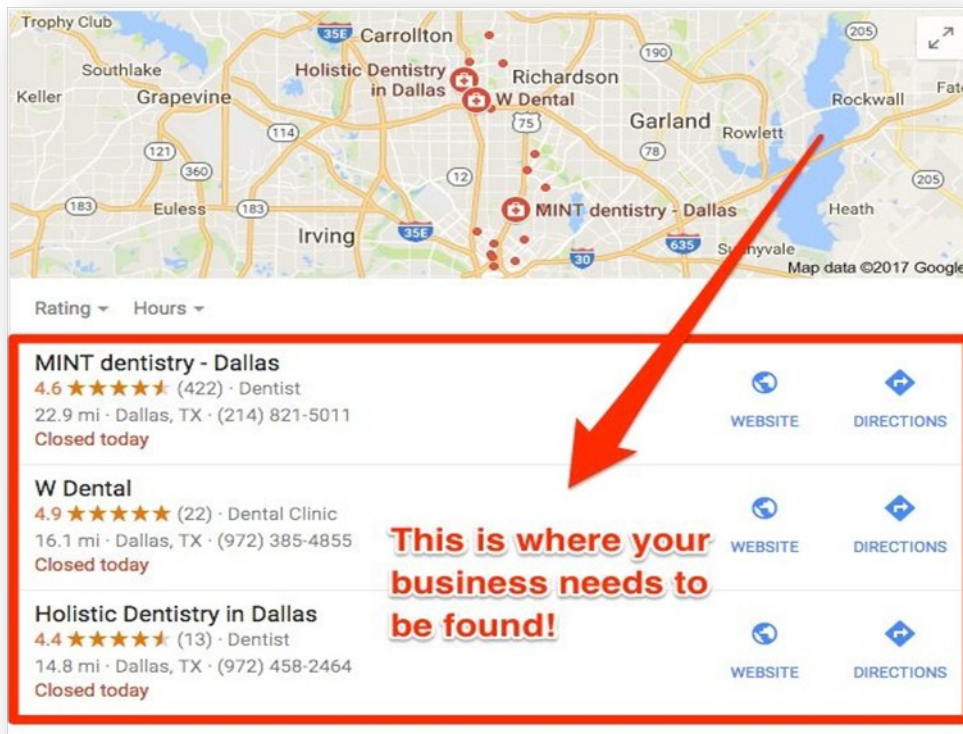 Trophy Club
35E
Carrollton
205
190
Southlake
Holistic Dentistry
in Dallas
Richardson
Keller
Grapevine
W Dental
Rockwall
Fate
114
75
Garland
Rowlett
121
360
78
12
205
183
Euless
183
MINT dentistry - Dallas
Heath
Irving
35E
635
30
Sunnyvale
Map data ©2017 Google
Rating
Hours
MINT dentistry - Dallas
4.6 ★★★★★ (422) · Dentist
22.9 mi · Dallas, TX · (214) 821-5011
Closed today
WEBSITE
DIRECTIONS
W Dental
4.9 ★★★★★ (22) · Dental Clinic
16.1 mi · Dallas, TX · (972) 385-4855
Closed today
WEBSITE
DIRECTIONS
This is where your
business needs to
be found!
Holistic Dentistry in Dallas
4.4 ★★★★★ (13) · Dentist
14.8 mi · Dallas, TX · (972) 458-2464
Closed today
WEBSITE
DIRECTIONS